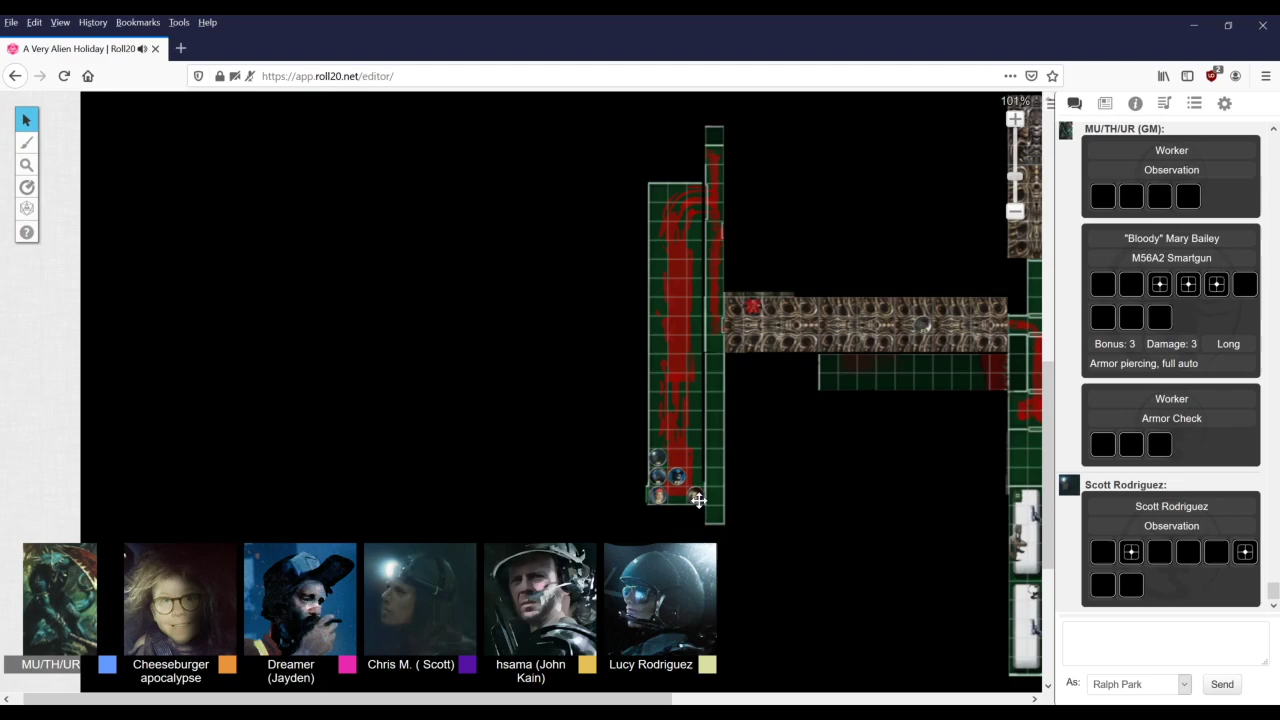 File Edit View History Bookmarks Tools Help
A Very Alien Holiday | Roll20
https://app.roll20.net/editor/
2
101%
MU/TH/UR (GM):
Worker
Observation
"Bloody" Mary Bailey
M56A2 Smartgun
Bonus: 3 Damage: 3 Long
Armor piercing, full auto
Worker
Armor Check
Scott Rodriguez:
Scott Rodriguez
Observation
MU/TH/UR
Cheeseburger
apocalypse
Dreamer
(Jayden)
Chris M. ( Scott)
hsama (John
Kain)
Lucy Rodriguez
As: Ralph Park Send